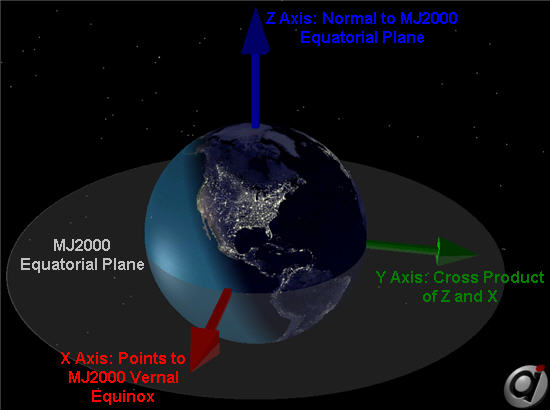 Z Axis: Normal to MJ2000
Equatorial Plane
MJ2000
Equatorial Plane
Y Axis: Cross Product
of Z and X
X Axis: Points to
MJ2000 Vernal
Equinox